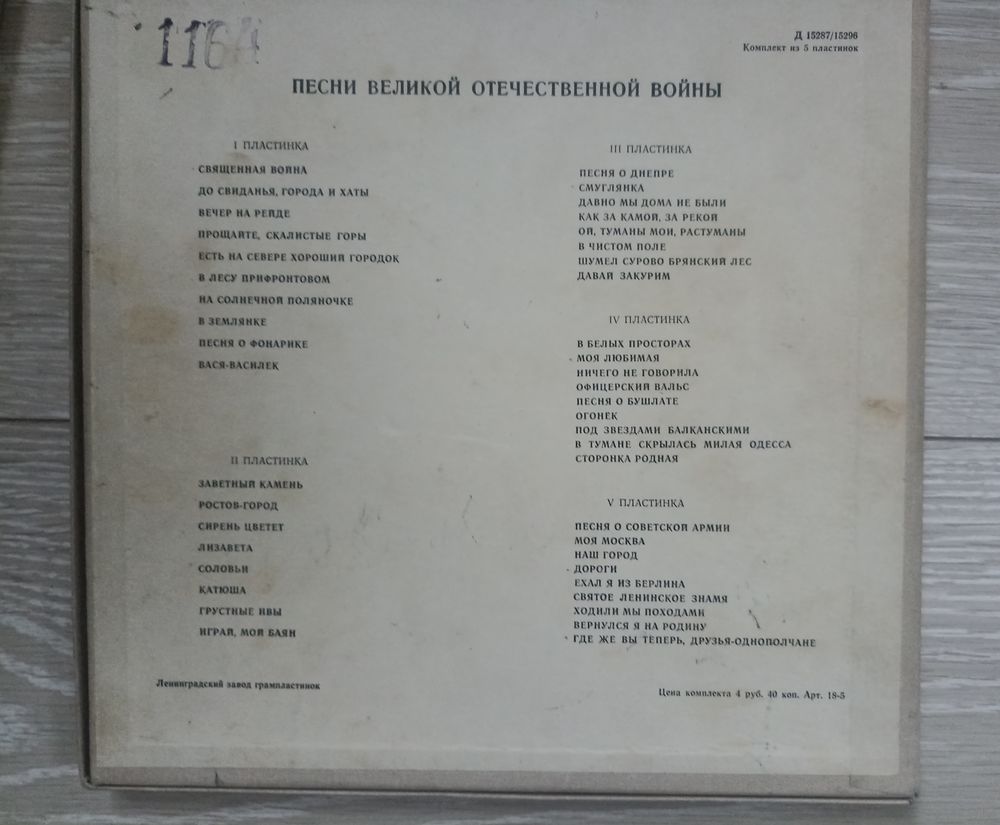 1164
Д 15287/15296
Комплект из 5 пластинок
ПЕСНИ ВЕЛИКОЙ ОТЕЧЕСТВЕННОЙ ВОЙНЫ
I ПЛАСТИНКА
СВЯЩЕННАЯ ВОЙНА
ДО СВИДАНЬЯ, ГОРОДА И ХАТЫ
ВЕЧЕР НА РЕЙДЕ
ПРОЩАЙТЕ, СКАЛИСТЫЕ ГОРЫ
ЕСТЬ НА СЕВЕРЕ ХОРОШИЙ ГОРОДОК
В ЛЕСУ ПРИФРОНТОВОМ
НА СОЛНЕЧНОЙ ПОЛЯНОЧКЕ
В ЗЕМЛЯНКЕ
ПЕСНЯ О ФОНАРИКЕ
ВАСЯ-ВАСИЛЕК
II ПЛАСТИНКА
ЗАВЕТНЫЙ КАМЕНЬ
РОСТОВ-ГОРОД
СИРЕНЬ ЦВЕТЕТ
ЛИЗАВЕТА
СОЛОВЬИ
КАТЮША
ГРУСТНЫЕ ИВЫ
ИГРАЙ, МОЙ БАЯН
III ПЛАСТИНКА
ПЕСНЯ О ДНЕПРЕ
СМУГЛЯНКА
ДАВНО МЫ ДОМА НЕ БЫЛИ
КАК ЗА КАМОЙ, ЗА РЕКОЙ
ОЙ, ТУМАНЫ МОИ, РАСТУМАНЫ
В ЧИСТОМ ПОЛЕ
ШУМЕЛ СУРОВО БРЯНСКИЙ ЛЕС
ДАВАЙ ЗАКУРИМ
IV ПЛАСТИНКА
В БЕЛЫХ ПРОСТОРАХ
МОЯ ЛЮБИМАЯ
НИЧЕГО НЕ ГОВОРИЛА
ОФИЦЕРСКИЙ ВАЛЬС
ПЕСНЯ О БУШЛАТЕ
ОГОНЕК
ПОД ЗВЕЗДАМИ БАЛКАНСКИМИ
В ТУМАНЕ СКРЫЛАСЬ МИЛАЯ ОДЕССА
СТОРОНКА РОДНАЯ
V ПЛАСТИНКА
ПЕСНЯ О СОВЕТСКОЙ АРМИИ
МОЯ МОСКВА
НАШ ГОРОД
ДОРОГИ
ЕХАЛ Я ИЗ БЕРЛИНА
СВЯТОЕ ЛЕНИНСКОЕ ЗНАМЯ
ХОДИЛИ МЫ ПОХОДАМИ
ВЕРНУЛСЯ Я НА РОДИНУ
ГДЕ ЖЕ ВЫ ТЕПЕРЬ, ДРУЗЬЯ-ОДНОПОЛЧАНЕ
Ленинградский завод грампластинок
Цена комплекта 4 руб. 40 коп. Арт. 18-5